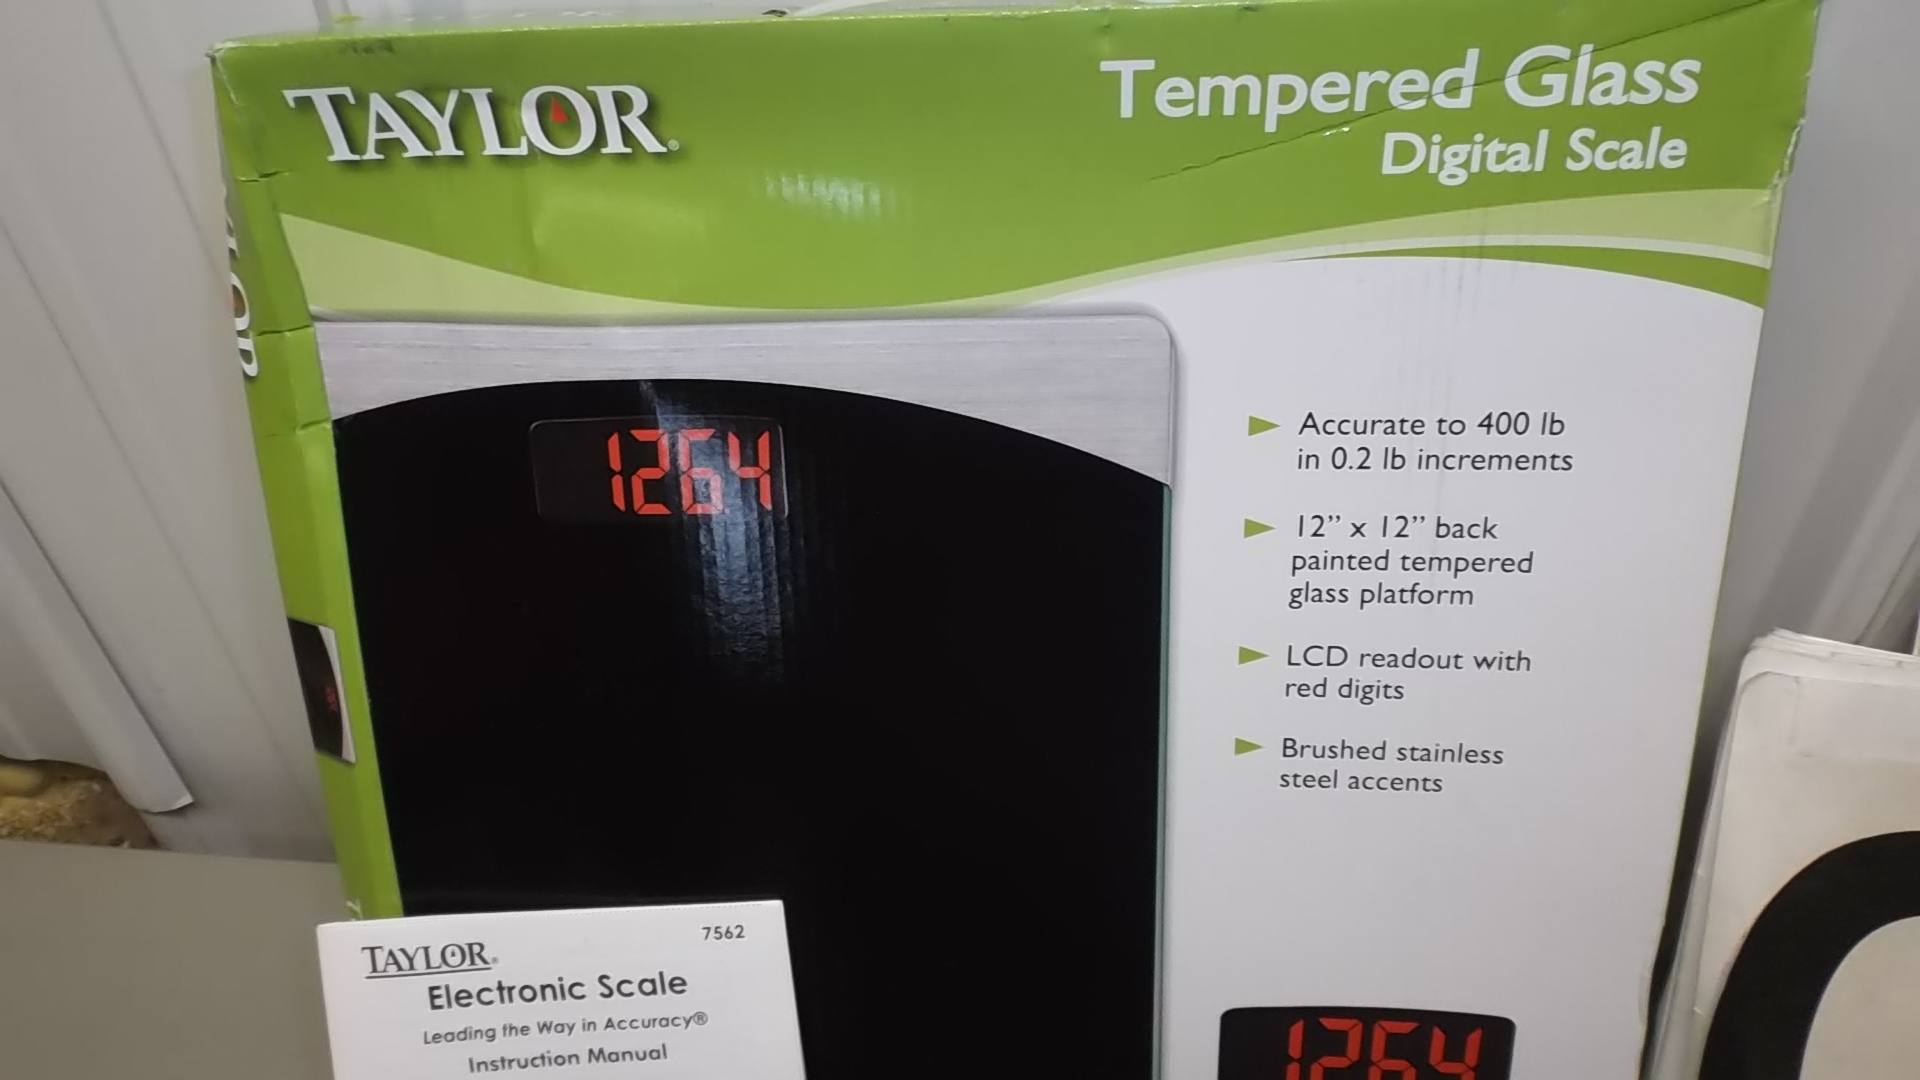 TAYLOR®
Tempered Glass
Digital Scale
126.4
Accurate to 400 lb
in 0.2 lb increments
12” x 12” back
painted tempered
glass platform
LCD readout with
red digits
Brushed stainless
steel accents
TAYLOR®
7562
Electronic Scale
Leading the Way in Accuracy®
Instruction Manual
1264